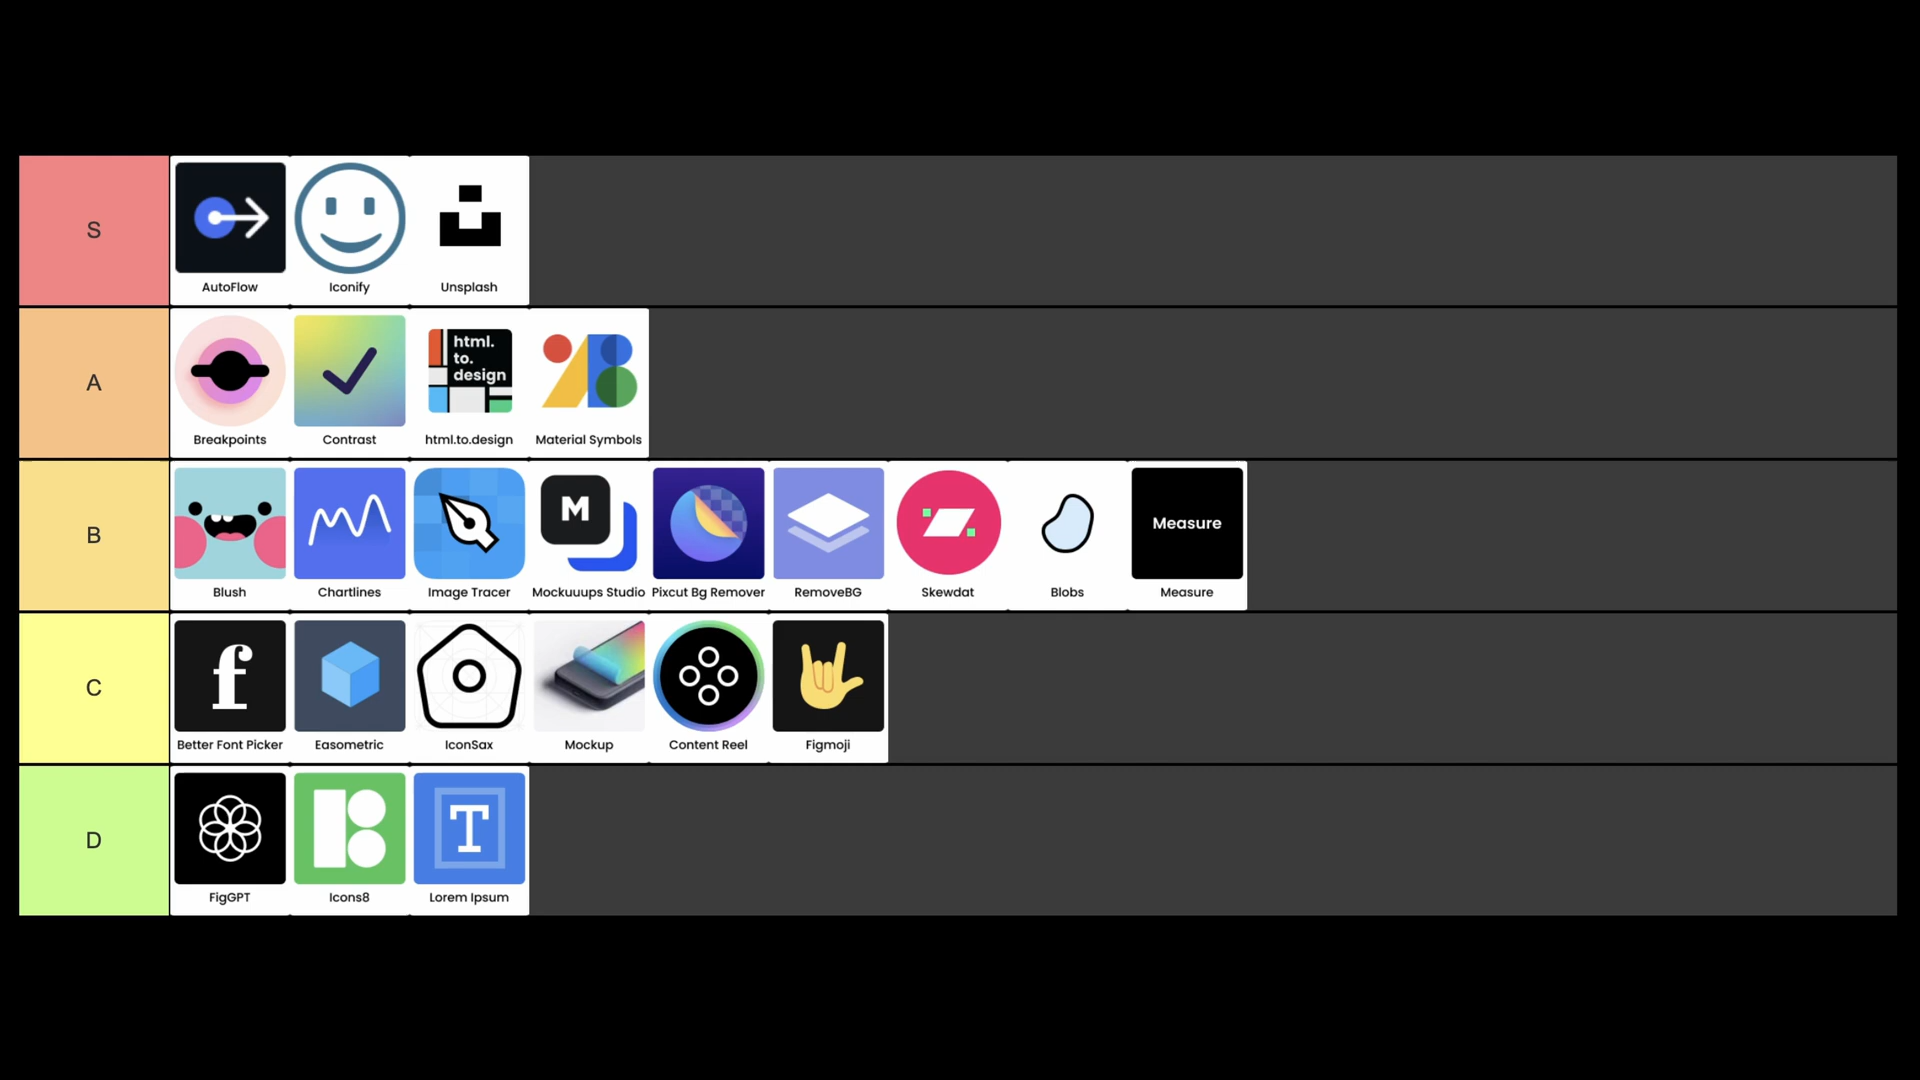 S
AutoFlow
Iconify
Unsplash
A
html.
to.
design
Breakpoints
Contrast
html.to.design
Material Symbols
B
M
Measure
Blush
Chartlines
Image Tracer
Mockuuups Studio
Pixcut Bg Remover
RemoveBG
Skewdat
Blobs
Measure
C
f
Better Font Picker
Easometric
IconSax
Mockup
Content Reel
Figmoji
D
T
FigGPT
Icons8
Lorem Ipsum